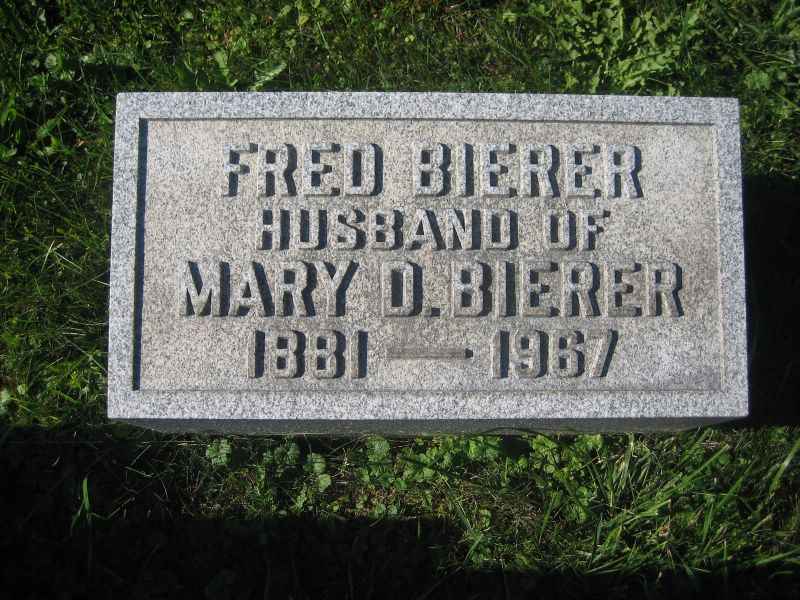 FRED BIERER
HUSBAND OF
MARY D. BIERER
1881 — 1967